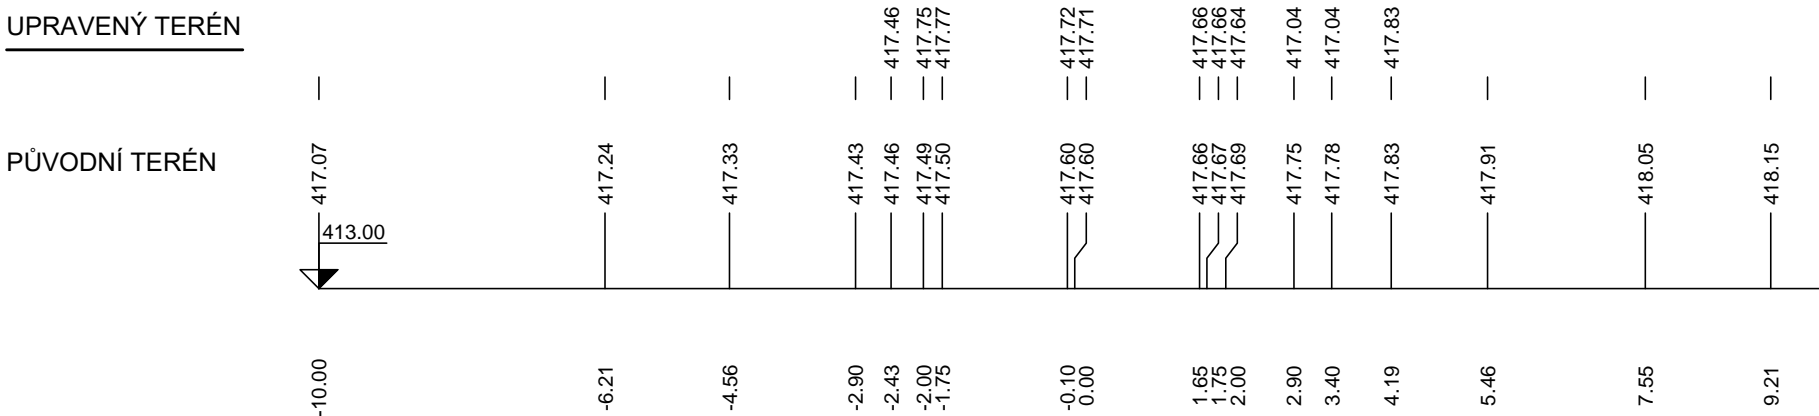 UPRAVENÝ TERÉN
417.46 417.75 417.77 417.72 417.71 417.66 417.66 417.64 417.04 417.04 417.83
PŮVODNÍ TERÉN
417.07 417.24 417.33 417.43 417.46 417.49 417.50 417.60 417.60 417.66 417.67 417.69 417.75 417.78 417.83 417.91 418.05 418.15
413.00
-10.00 -6.21 -4.56 -2.90 -2.43 -2.00 -1.75 -0.10 0.00 1.65 1.75 2.00 2.90 3.40 4.19 5.46 7.55 9.21